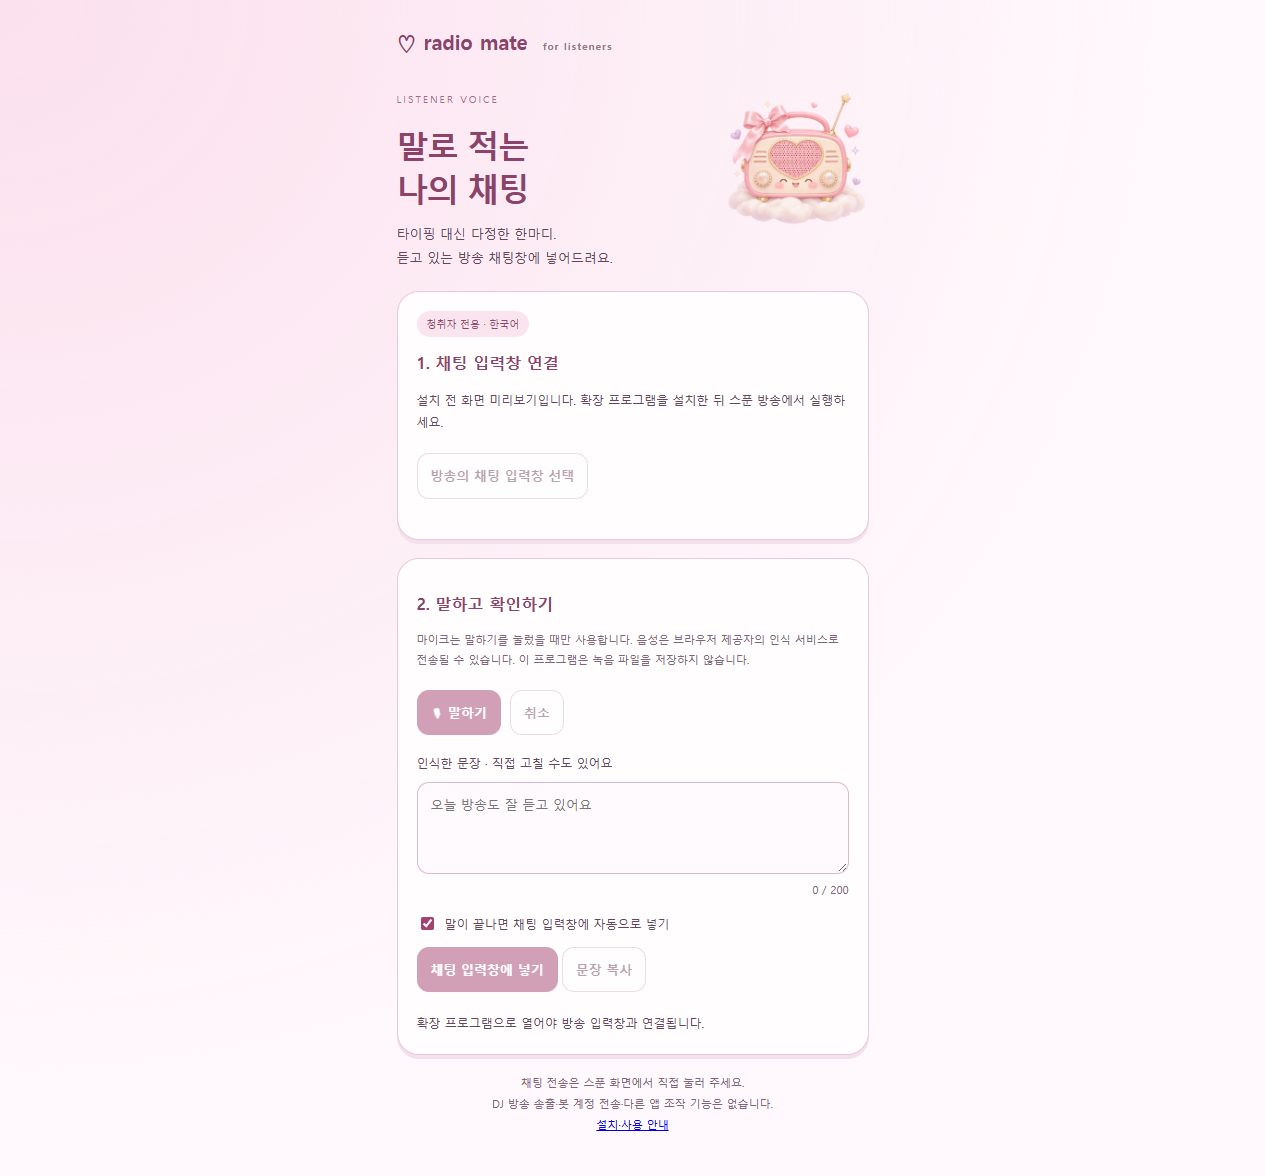 ♡ radio mate for listeners
LISTENER VOICE
말로 적는
나의 채팅
타이핑 대신 다정한 한마디.
듣고 있는 방송 채팅창에 넣어드려요.
청취자 전용 · 한국어
1. 채팅 입력창 연결
설치 전 화면 미리보기입니다. 확장 프로그램을 설치한 뒤 스푼 방송에서 실행하
세요.
방송의 채팅 입력창 선택
2. 말하고 확인하기
마이크는 말하기를 눌렀을 때만 사용합니다. 음성은 브라우저 제공자의 인식 서비스로
전송될 수 있습니다. 이 프로그램은 녹음 파일을 저장하지 않습니다.
말하기 취소
인식한 문장 · 직접 고칠 수도 있어요
오늘 방송도 잘 듣고 있어요
0 / 200
말이 끝나면 채팅 입력창에 자동으로 넣기
채팅 입력창에 넣기 문장 복사
확장 프로그램으로 열어야 방송 입력창과 연결됩니다.
채팅 전송은 스푼 화면에서 직접 눌러 주세요.
DJ 방송 송출·봇 계정 전송·다른 앱 조작 기능은 없습니다.
설치·사용 안내